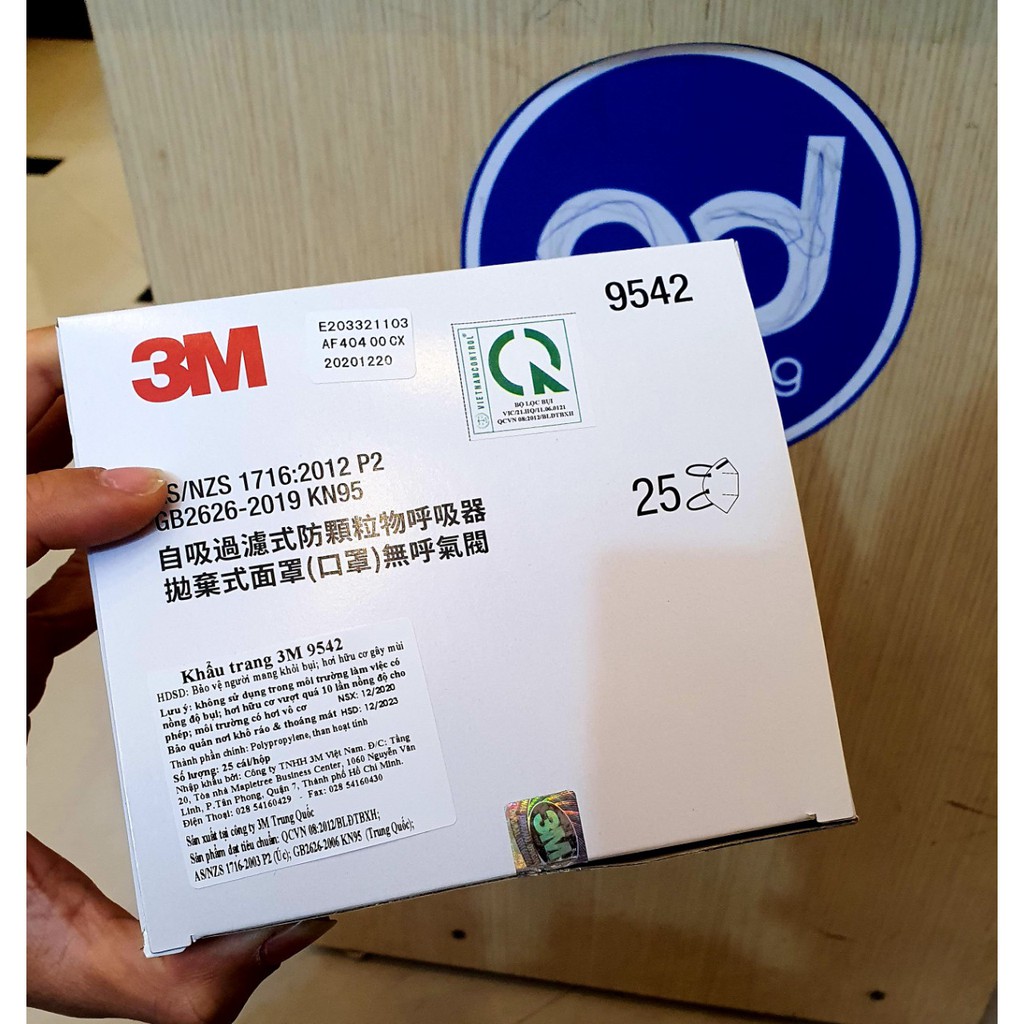 9542
3M
E203321103
AF404 00 CX
20201220
VIETNAMCONTROL®
BỘ LỌC BỤI
VIC/21.HQ/11.06.0121
QCVN 08:2012/BLĐTBXH
/NZS 1716:2012 P2
GB2626-2019 KN95
自吸過濾式防顆粒物呼吸器
拋棄式面罩(口罩)無呼氣閥
25
Khẩu trang 3M 9542
HDSD: Bảo vệ người mang khỏi bụi; hơi hữu cơ gây mùi
Lưu ý: không sử dụng trong môi trường làm việc có
nồng độ bụi; hơi hữu cơ vượt quá 10 lần nồng độ cho
phép; môi trường có hơi vô cơ NSX: 12/2020
Bảo quản nơi khô ráo & thoáng mát HSD: 12/2023
Thành phần chính: Polypropylene, than hoạt tính
Số lượng: 25 cái/hộp
Nhập khẩu bởi: Công ty TNHH 3M Việt Nam. Đ/C: Tầng
20, Tòa nhà Mapletree Business Center, 1060 Nguyễn Văn
Linh, P.Tân Phong, Quận 7, Thành phố Hồ Chí Minh.
Điện Thoại: 028 54160429 - Fax: 028 54160430
Sản xuất tại công ty 3M Trung Quốc
Sản phẩm đạt tiêu chuẩn: QCVN 08:2012/BLĐTBXH;
AS/NZS 1716-2003 P2 (Úc); GB2626-2006 KN95 (Trung Quốc);
3M